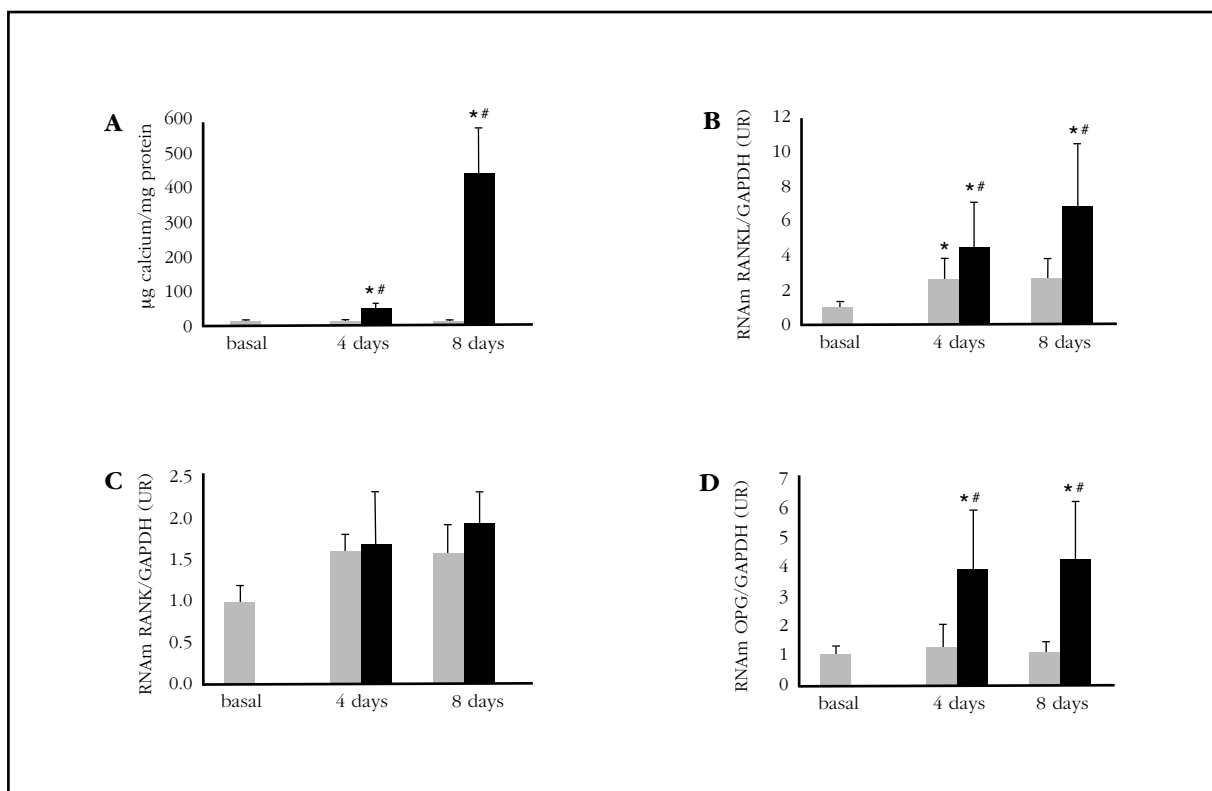 A
µg calcium/mg protein
600
500
400
300
200
100
0
* #
* #
basal
4 days
8 days
B
RNAm RANKL/GAPDH (UR)
12
10
8
6
4
2
0
*
* #
* #
basal
4 days
8 days
C
RNAm RANK/GAPDH (UR)
2.5
2.0
1.5
1.0
0.5
0.0
basal
4 days
8 days
D
RNAm OPG/GAPDH (UR)
7
6
5
4
3
2
1
0
* #
* #
basal
4 days
8 days